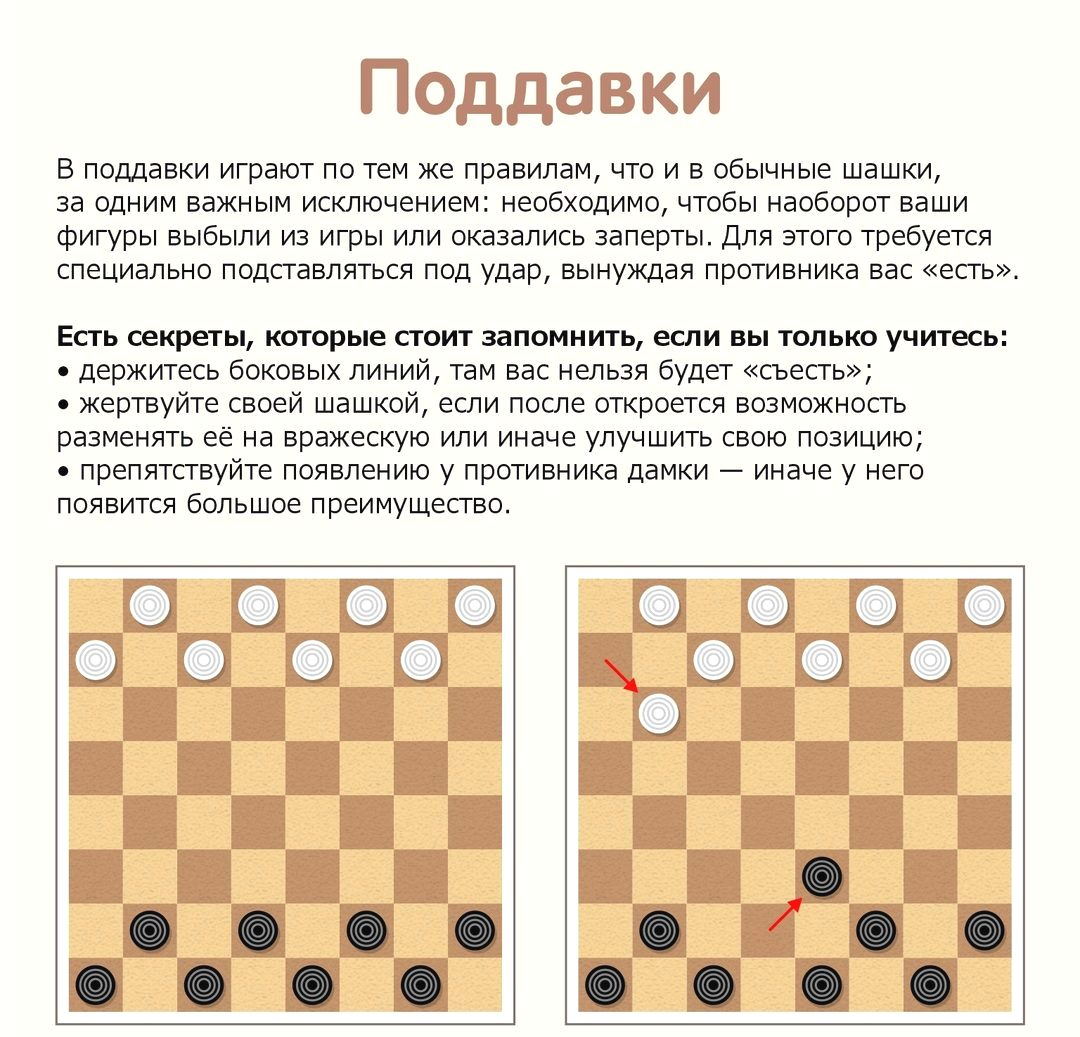 Поддавки
В поддавки играют по тем же правилам, что и в обычные шашки,
за одним важным исключением: необходимо, чтобы наоборот ваши
фигуры выбыли из игры или оказались заперты. Для этого требуется
специально подставляться под удар, вынуждая противника вас «есть».
Есть секреты, которые стоит запомнить, если вы только учитесь:
• держитесь боковых линий, там вас нельзя будет «съесть»;
• жертвуйте своей шашкой, если после откроется возможность
разменять её на вражескую или иначе улучшить свою позицию;
• препятствуйте появлению у противника дамки — иначе у него
появится большое преимущество.